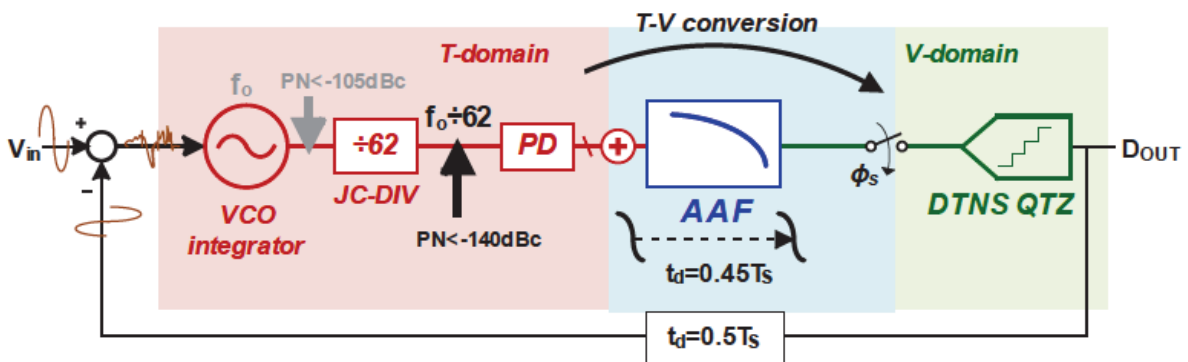 T-V conversion
T-domain
V-domain
PN<-105dBc
fo
fo÷62
Vin
+
-
÷62
PD
+
ϕs
DOUT
JC-DIV
AAF
DTNS QTZ
VCO
integrator
PN<-140dBc
td=0.45Ts
td=0.5Ts